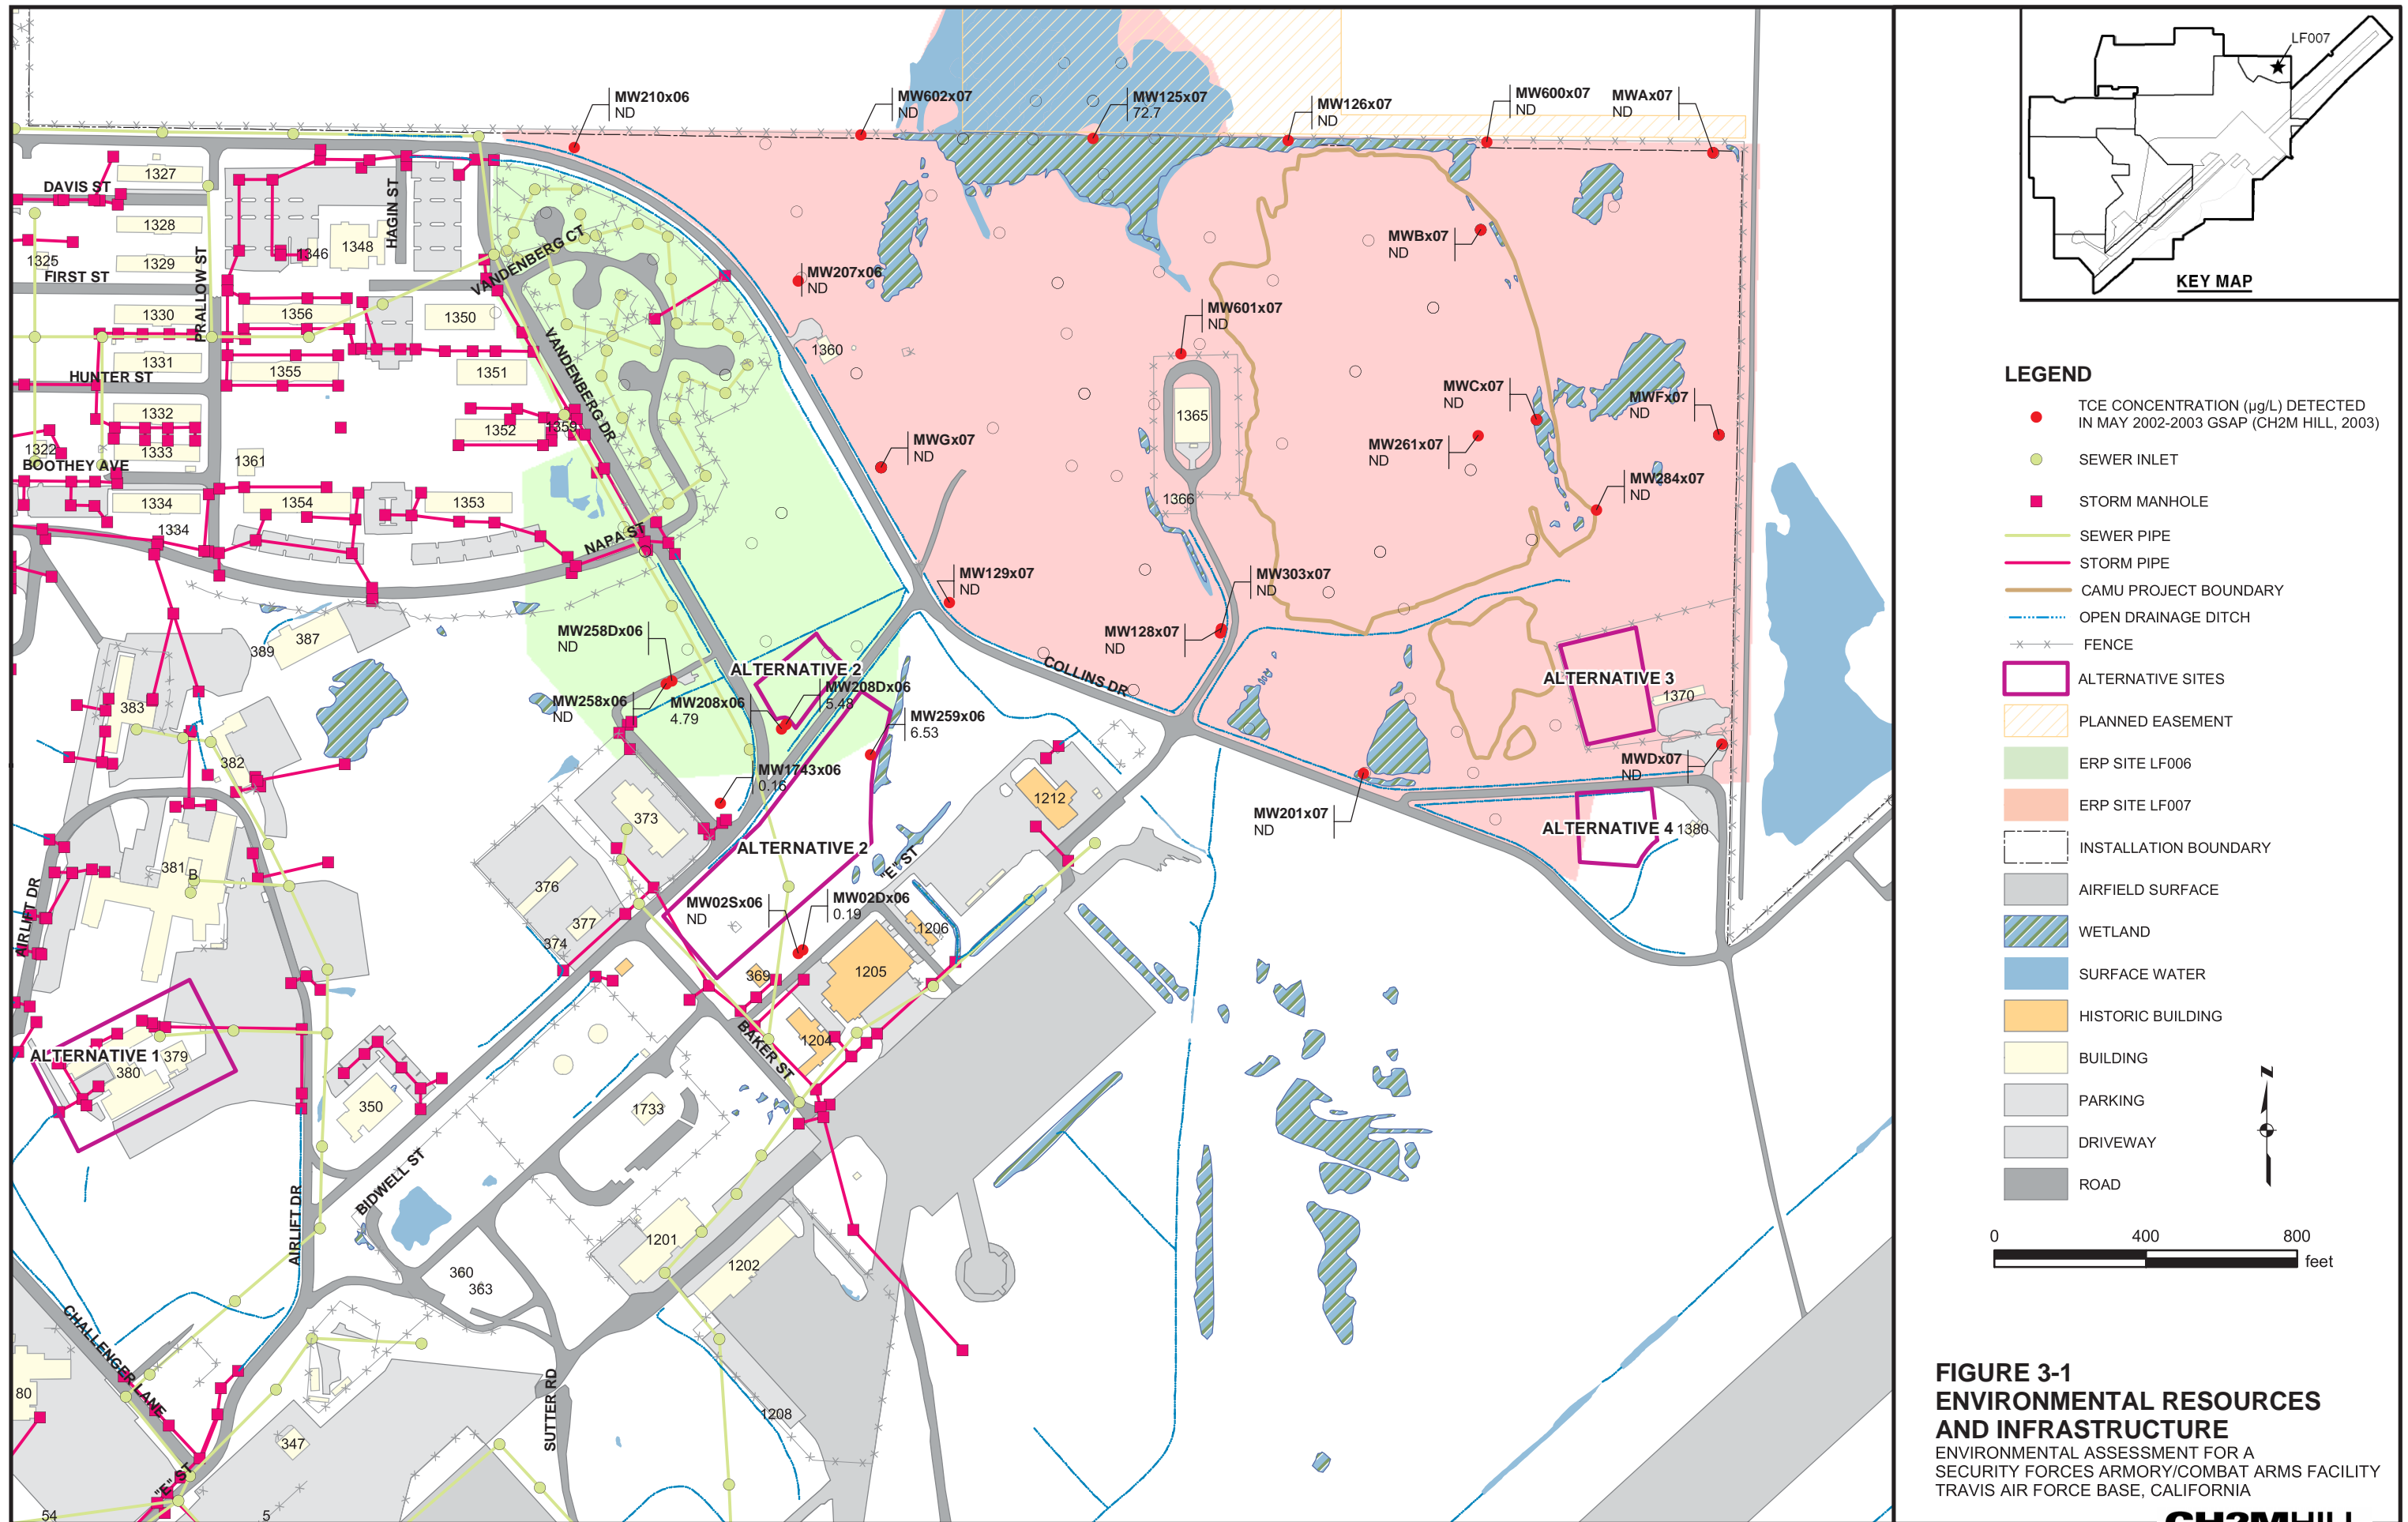 MW210x06
ND
MW602x07
ND
MW125x07
72.7
MW126x07
ND
MW600x07
ND
MWAx07
ND
LF007
KEY MAP
DAVIS ST
1327
1328
1325
1329
FIRST ST
1330
1331
HUNTER ST
1332
1322
1333
BOOTHEY AVE
1334
1334
PRALLOW ST
HAGIN ST
1346
1348
1356
1350
1355
1351
1352
1359
1361
1354
1353
VANDENBERG CT
VANDENBERG DR
NAPA ST
MW207x06
ND
1360
MWGx07
ND
MW601x07
ND
1365
1366
MWBx07
ND
MWCx07
ND
MWFx07
ND
MW261x07
ND
MW284x07
ND
MW129x07
ND
MW303x07
ND
MW128x07
ND
COLLINS DR
MW258Dx06
ND
MW258x06
ND
MW208x06
4.79
ALTERNATIVE 2
MW208Dx06
5.48
MW259x06
6.53
MW1743x06
0.16
ALTERNATIVE 2
ALTERNATIVE 3
1370
MWDx07
ND
MW201x07
ND
ALTERNATIVE 4
1380
387
389
383
382
381
B
AIRLIFT DR
373
376
377
374
1212
"E" ST
1206
1205
MW02Sx06
ND
MW02Dx06
0.19
369
1204
BAKER ST
ALTERNATIVE 1
379
380
350
1733
BIDWELL ST
AIRLIFT DR
1201
1202
360
363
1208
SUTTER RD
CHALLENGER LANE
80
347
"E" ST
54
5
LEGEND
TCE CONCENTRATION (µg/L) DETECTED
IN MAY 2002-2003 GSAP (CH2M HILL, 2003)
SEWER INLET
STORM MANHOLE
SEWER PIPE
STORM PIPE
CAMU PROJECT BOUNDARY
OPEN DRAINAGE DITCH
FENCE
ALTERNATIVE SITES
PLANNED EASEMENT
ERP SITE LF006
ERP SITE LF007
INSTALLATION BOUNDARY
AIRFIELD SURFACE
WETLAND
SURFACE WATER
HISTORIC BUILDING
BUILDING
PARKING
DRIVEWAY
ROAD
N
0 400 800
feet
FIGURE 3-1
ENVIRONMENTAL RESOURCES
AND INFRASTRUCTURE
ENVIRONMENTAL ASSESSMENT FOR A
SECURITY FORCES ARMORY/COMBAT ARMS FACILITY
TRAVIS AIR FORCE BASE, CALIFORNIA
CH2MHILL